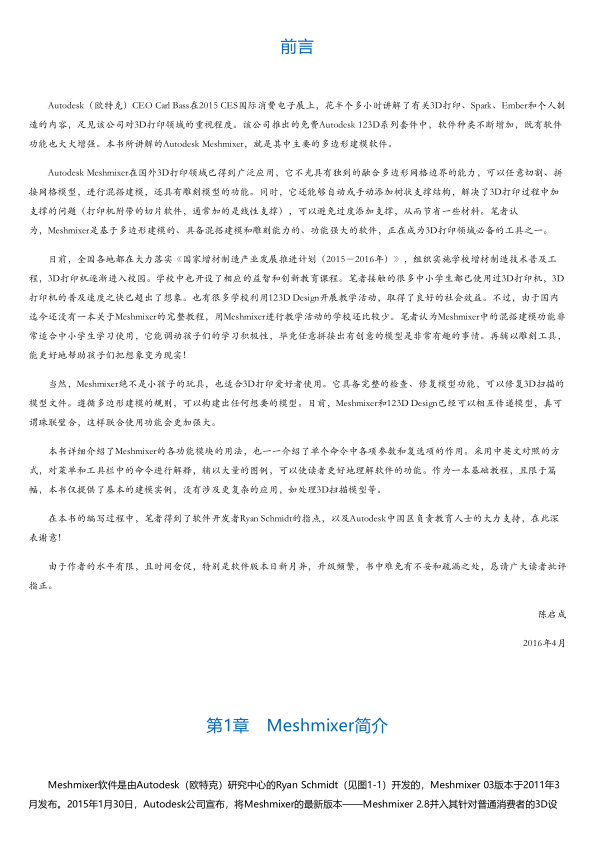 前言
Autodesk（欧特克）CEO Carl Bass在2015 CES国际消费电子展上，花半个多小时讲解了有关3D打印、Spark、Ember和个人制
造的内容，足见该公司对3D打印领域的重视程度。该公司推出的免费Autodesk 123D系列套件中，软件种类不断增加，既有软件
功能也大大增强。本书所讲解的Autodesk Meshmixer，就是其中主要的多边形建模软件。
Autodesk Meshmixer在国外3D打印领域已得到广泛应用，它不光具有独到的融合多边形网格边界的能力，可以任意切割、拼
接网格模型，进行混搭建模，还具有雕刻模型的功能。同时，它还能够自动或手动添加树状支撑结构，解决了3D打印过程中加
支撑的问题（打印机附带的切片软件，通常加的是线性支撑），可以避免过度添加支撑，从而节省一些材料。笔者认
为，Meshmixer是基于多边形建模的、具备混搭建模和雕刻能力的、功能强大的软件，正在成为3D打印领域必备的工具之一。
目前，全国各地都在大力落实《国家增材制造产业发展推进计划（2015－2016年）》，组织实施学校增材制造技术普及工
程，3D打印机逐渐进入校园。学校中也开设了相应的益智和创新教育课程。笔者接触的很多中小学生都已使用过3D打印机，3D
打印机的普及速度之快已超出了想象。也有很多学校利用123D Design开展教学活动，取得了良好的社会效益。不过，由于国内
迄今还没有一本关于Meshmixer的完整教程，用Meshmixer进行教学活动的学校还比较少。笔者认为Meshmixer中的混搭建模功能非
常适合中小学生学习使用，它能调动孩子们的学习积极性，毕竟任意拼接出有创意的模型是非常有趣的事情。再辅以雕刻工具，
能更好地帮助孩子们把想象变为现实！
当然，Meshmixer绝不是小孩子的玩具，也适合3D打印爱好者使用。它具备完整的检查、修复模型功能，可以修复3D扫描的
模型文件。遵循多边形建模的规则，可以构建出任何想要的模型。目前，Meshmixer和123D Design已经可以相互传递模型，真可
谓珠联璧合，这样联合使用功能会更加强大。
本书详细介绍了Meshmixer的各功能模块的用法，也一一介绍了单个命令中各项参数和复选项的作用。采用中英文对照的方
式，对菜单和工具栏中的命令进行解释，辅以大量的图例，可以使读者更好地理解软件的功能。作为一本基础教程，且限于篇
幅，本书仅提供了基本的建模实例，没有涉及更复杂的应用，如处理3D扫描模型等。
在本书的编写过程中，笔者得到了软件开发者Ryan Schmidt的指点，以及Autodesk中国区负责教育人士的大力支持，在此深
表谢意！
由于作者的水平有限，且时间仓促，特别是软件版本日新月异，升级频繁，书中难免有不妥和疏漏之处，恳请广大读者批评
指正。
陈启成
2016年4月
第1章 Meshmixer简介
Meshmixer软件是由Autodesk（欧特克）研究中心的Ryan Schmidt（见图1-1）开发的，Meshmixer 03版本于2011年3
月发布。2015年1月30日，Autodesk公司宣布，将Meshmixer的最新版本——Meshmixer 2.8并入其针对普通消费者的3D设